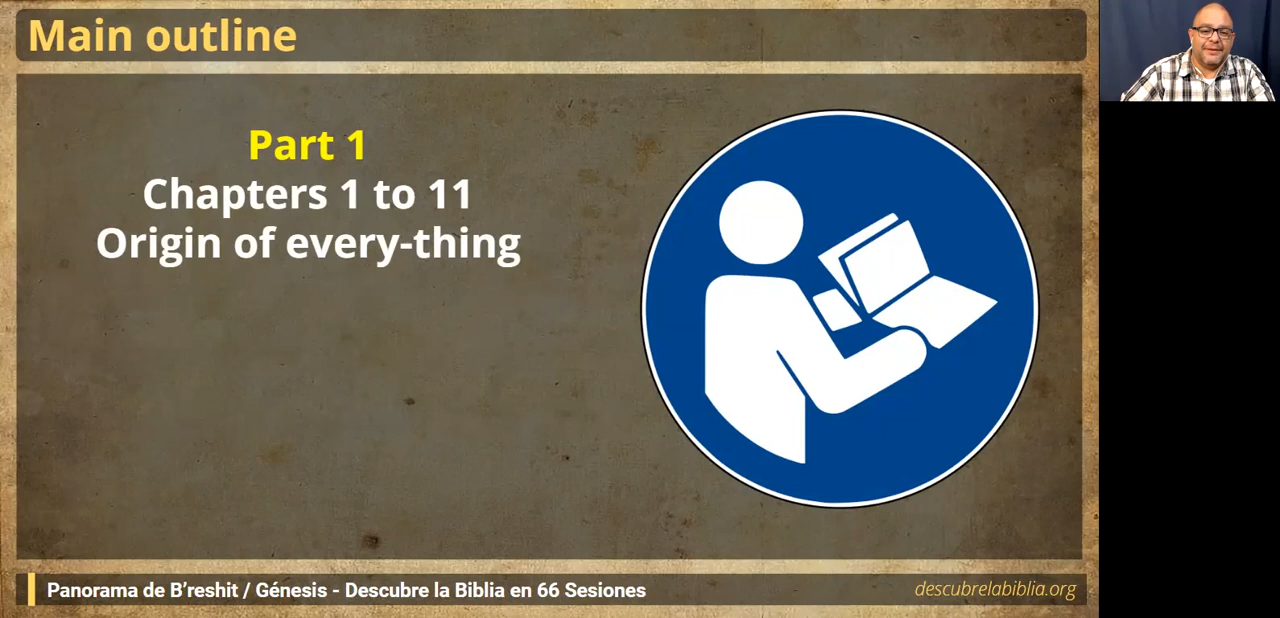 Main outline
Part 1
Chapters 1 to 11
Origin of every-thing
Panorama de B’reshit / Génesis - Descubre la Biblia en 66 Sesiones
descubrelabiblia.org